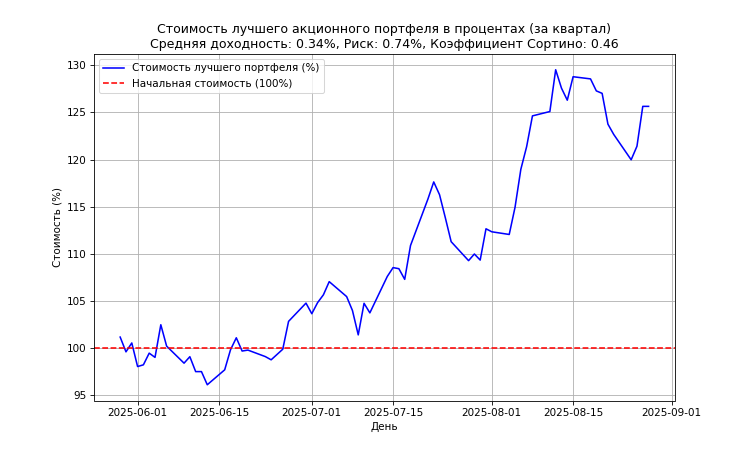 Стоимость лучшего акционного портфеля в процентах (за квартал)
Средняя доходность: 0.34%, Риск: 0.74%, Коэффициент Сортино: 0.46
Стоимость лучшего портфеля (%)
Начальная стоимость (100%)
Стоимость (%)
130
125
120
115
110
105
100
95
2025-06-01
2025-06-15
2025-07-01
2025-07-15
2025-08-01
2025-08-15
2025-09-01
День